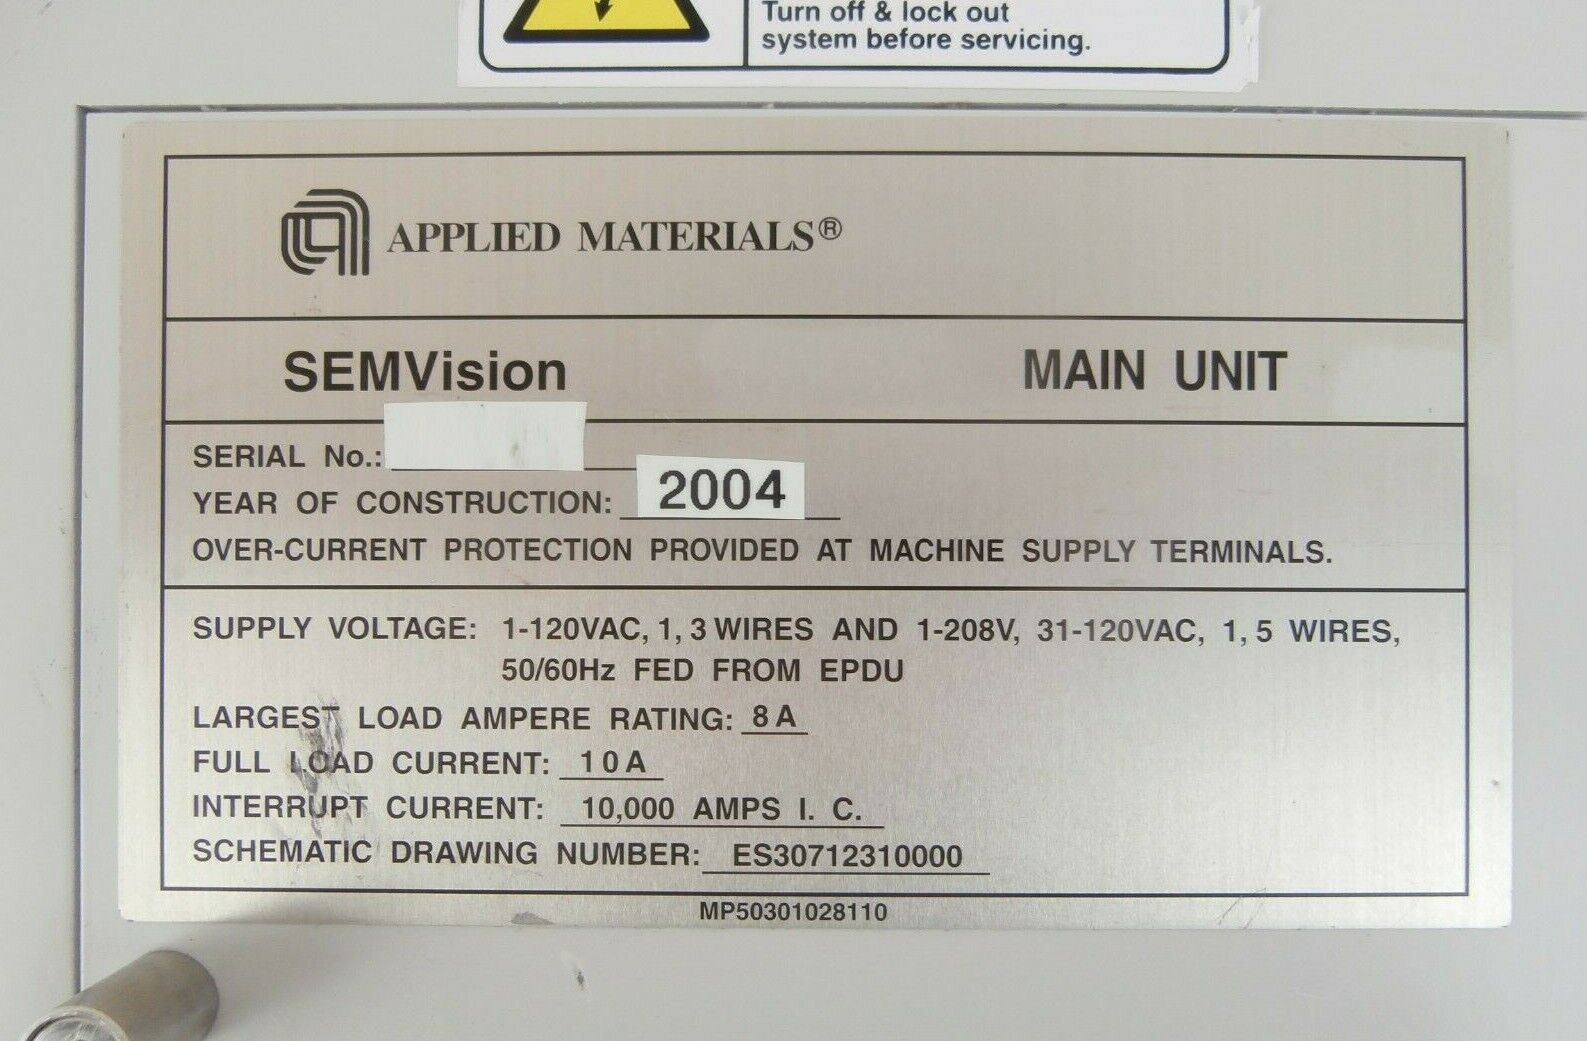 Turn off & lock out
system before servicing.
APPLIED MATERIALS®
SEMVision MAIN UNIT
SERIAL No.:
YEAR OF CONSTRUCTION: 2004
OVER-CURRENT PROTECTION PROVIDED AT MACHINE SUPPLY TERMINALS.
SUPPLY VOLTAGE: 1-120VAC, 1, 3 WIRES AND 1-208V, 31-120VAC, 1, 5 WIRES,
50/60Hz FED FROM EPDU
LARGEST LOAD AMPERE RATING: 8 A
FULL LOAD CURRENT: 10A
INTERRUPT CURRENT: 10,000 AMPS I. C.
SCHEMATIC DRAWING NUMBER: ES30712310000
MP50301028110